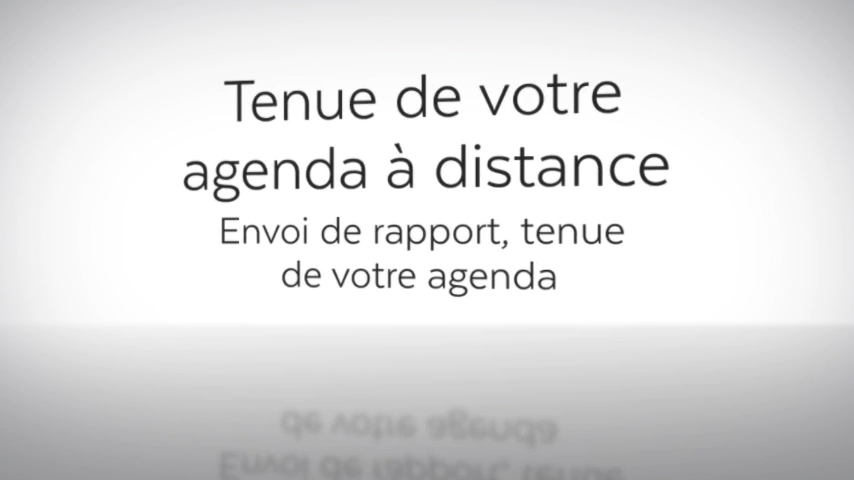 Tenue de votre
agenda à distance
Envoi de rapport, tenue
de votre agenda